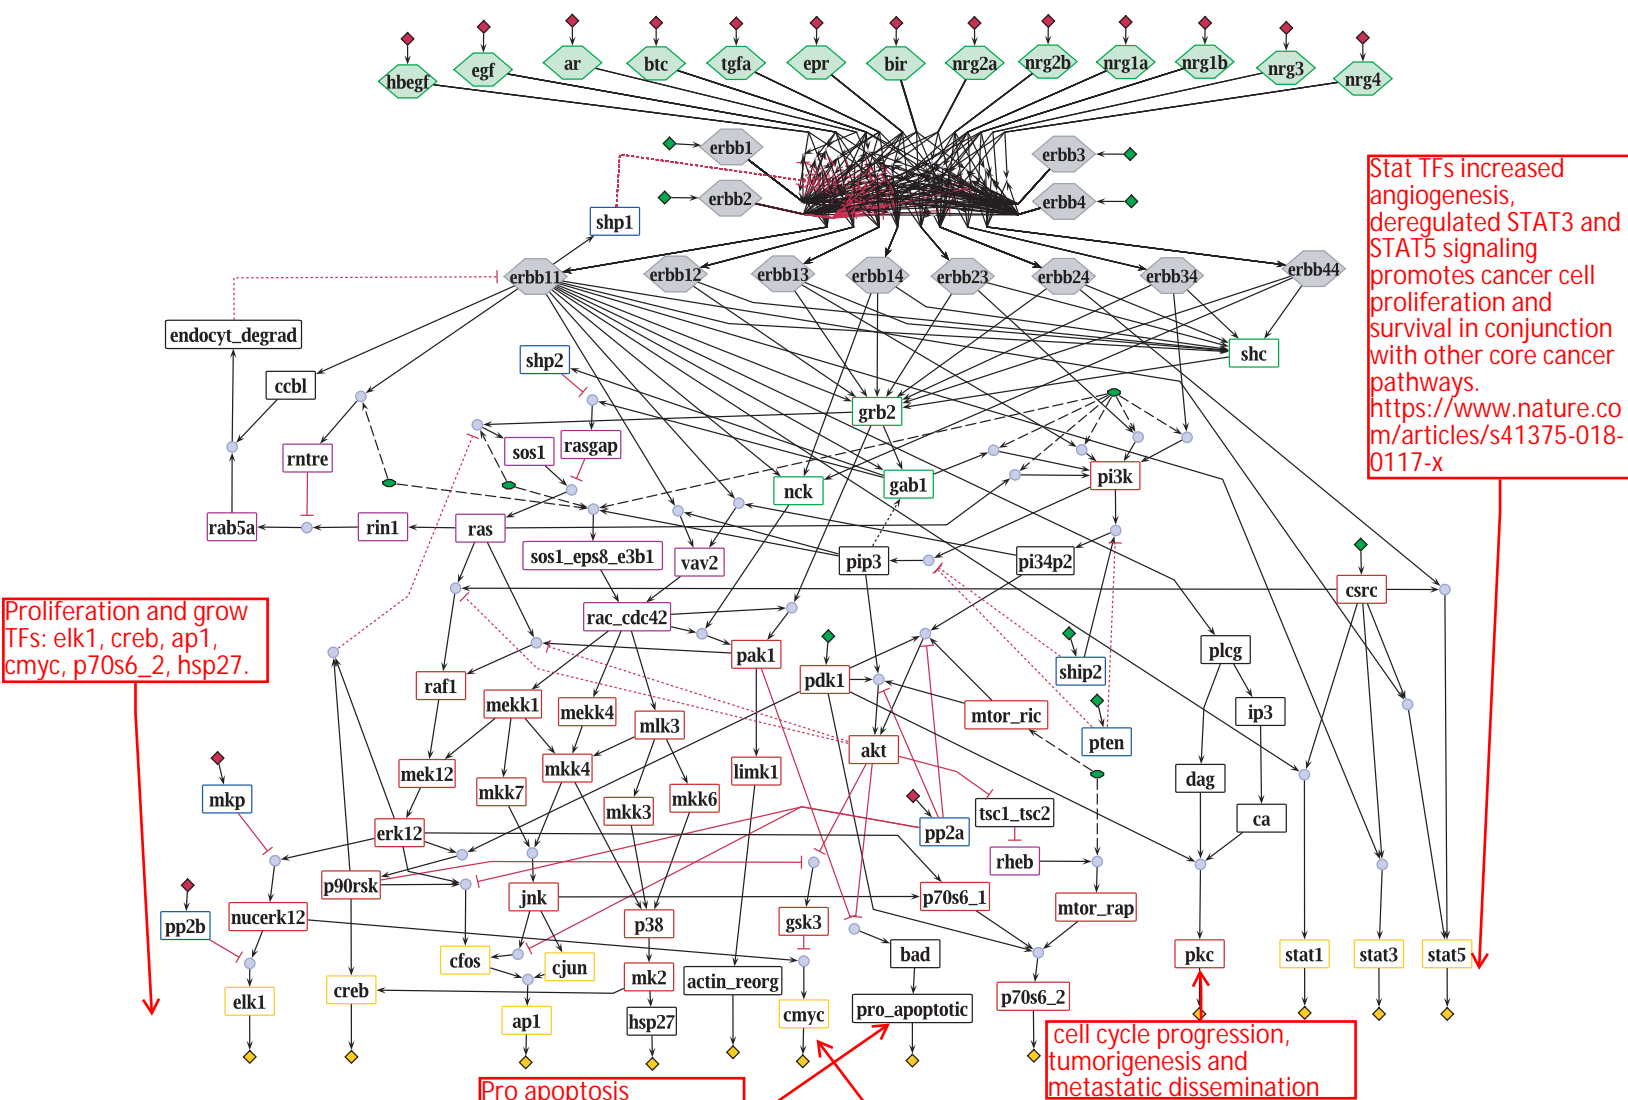 hbegf
egf
ar
btc
tgfa
epr
bir
nrg2a
nrg2b
nrg1a
nrg1b
nrg3
nrg4
erbb1
erbb3
erbb2
erbb4
shp1
erbb11
erbb12
erbb13
erbb14
erbb23
erbb24
erbb34
erbb44
Stat TFs increased
angiogenesis,
deregulated STAT3 and
STAT5 signaling
promotes cancer cell
proliferation and
survival in conjunction
with other core cancer
pathways.
https://www.nature.co
m/articles/s41375-018-
0117-x
endocyt_degrad
shp2
shc
ccbl
grb2
rntre
sos1
rasgap
nck
gab1
pi3k
rab5a
rin1
ras
sos1_eps8_e3b1
vav2
pip3
pi34p2
csrc
Proliferation and grow
TFs: elk1, creb, ap1,
cmyc, p70s6_2, hsp27.
rac_cdc42
pak1
plcg
raf1
pdk1
ship2
mekk1
mekk4
mlk3
mtor_ric
ip3
pten
akt
mek12
mkk4
limk1
dag
mkp
mkk7
mkk3
mkk6
tsc1_tsc2
ca
erk12
pp2a
rheb
p90rsk
jnk
p70s6_1
mtor_rap
pp2b
nucerk12
p38
gsk3
cfos
cjun
bad
pkc
stat1
stat3
stat5
elk1
creb
mk2
actin_reorg
p70s6_2
ap1
hsp27
cmyc
pro_apoptotic
cell cycle progression,
tumorigenesis and
metastatic dissemination
Pro apoptosis